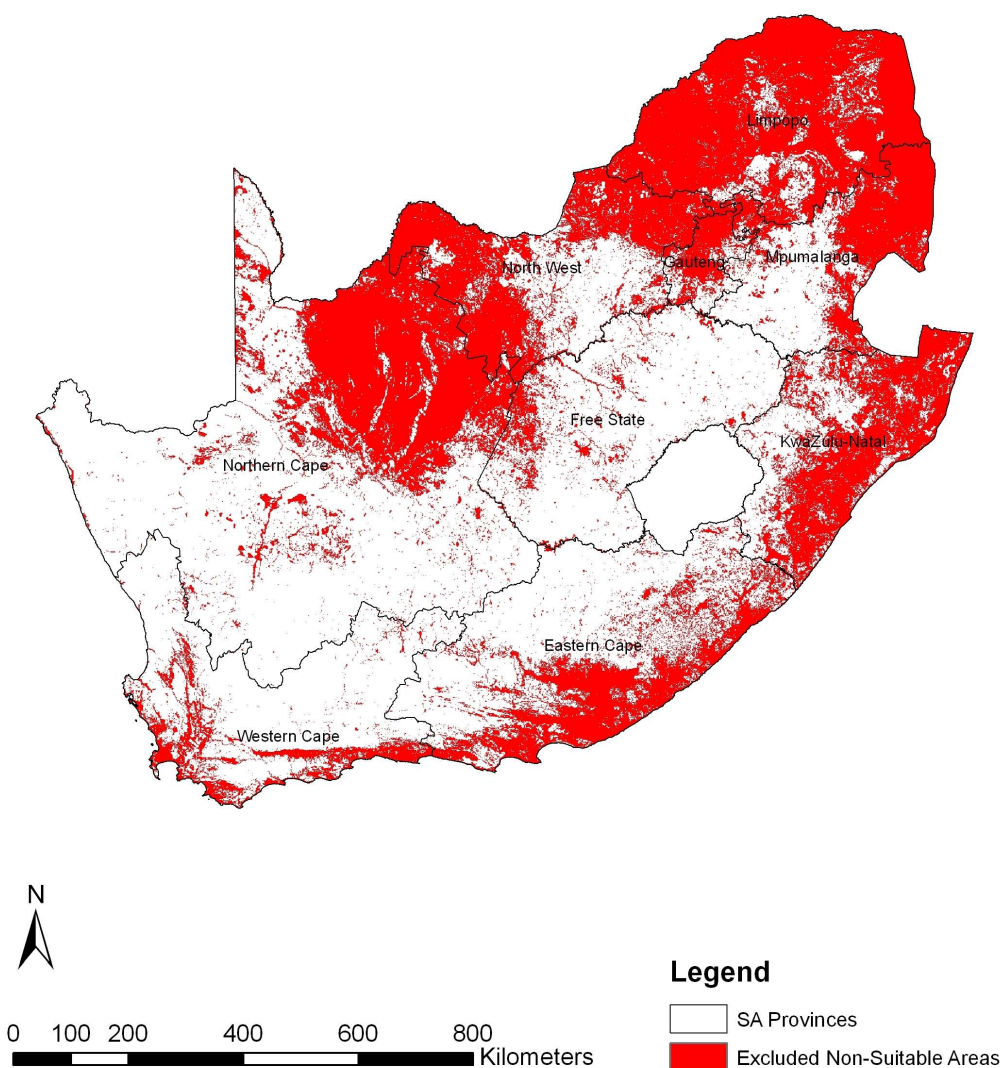 Limpopo
North West
Gauteng
Mpumalanga
Free State
KwaZulu-Natal
Northern Cape
Eastern Cape
Western Cape
N
Legend
SA Provinces
0 100 200 400 600 800
Kilometers
Excluded Non-Suitable Areas